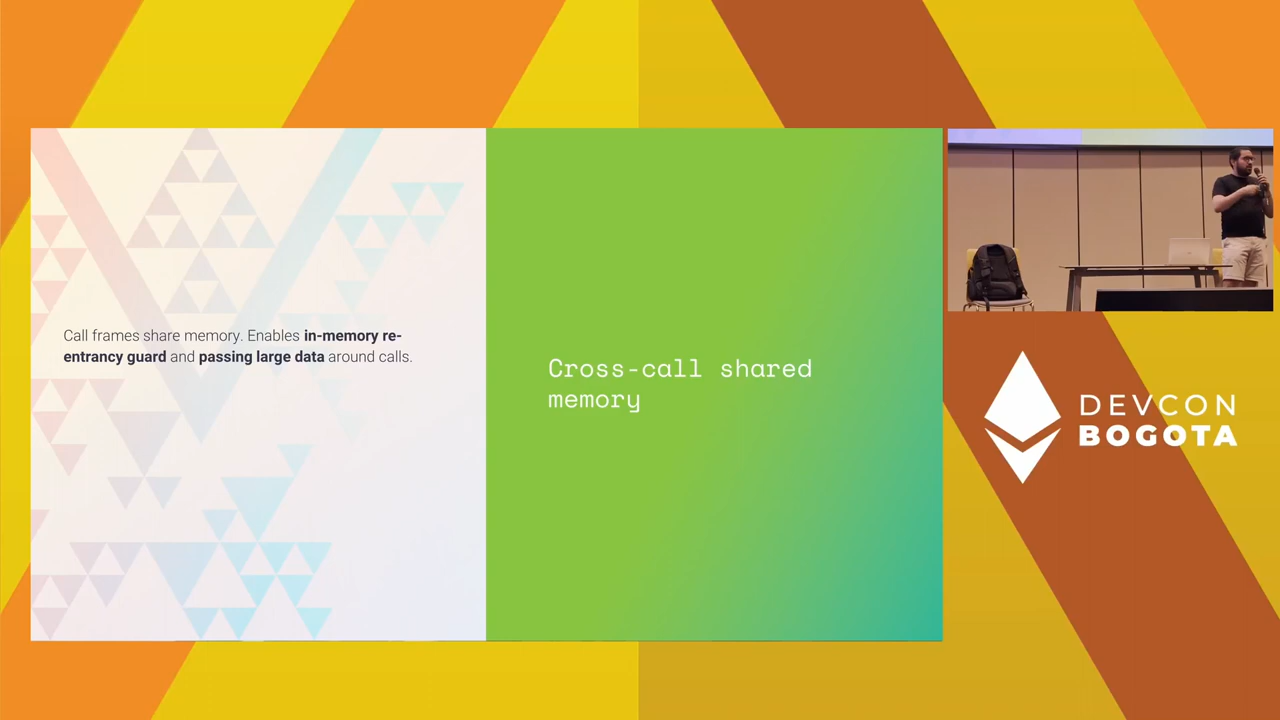 Call frames share memory. Enables in-memory re-
entrancy guard and passing large data around calls.
Cross-call shared
memory
DEVCON
BOGOTA